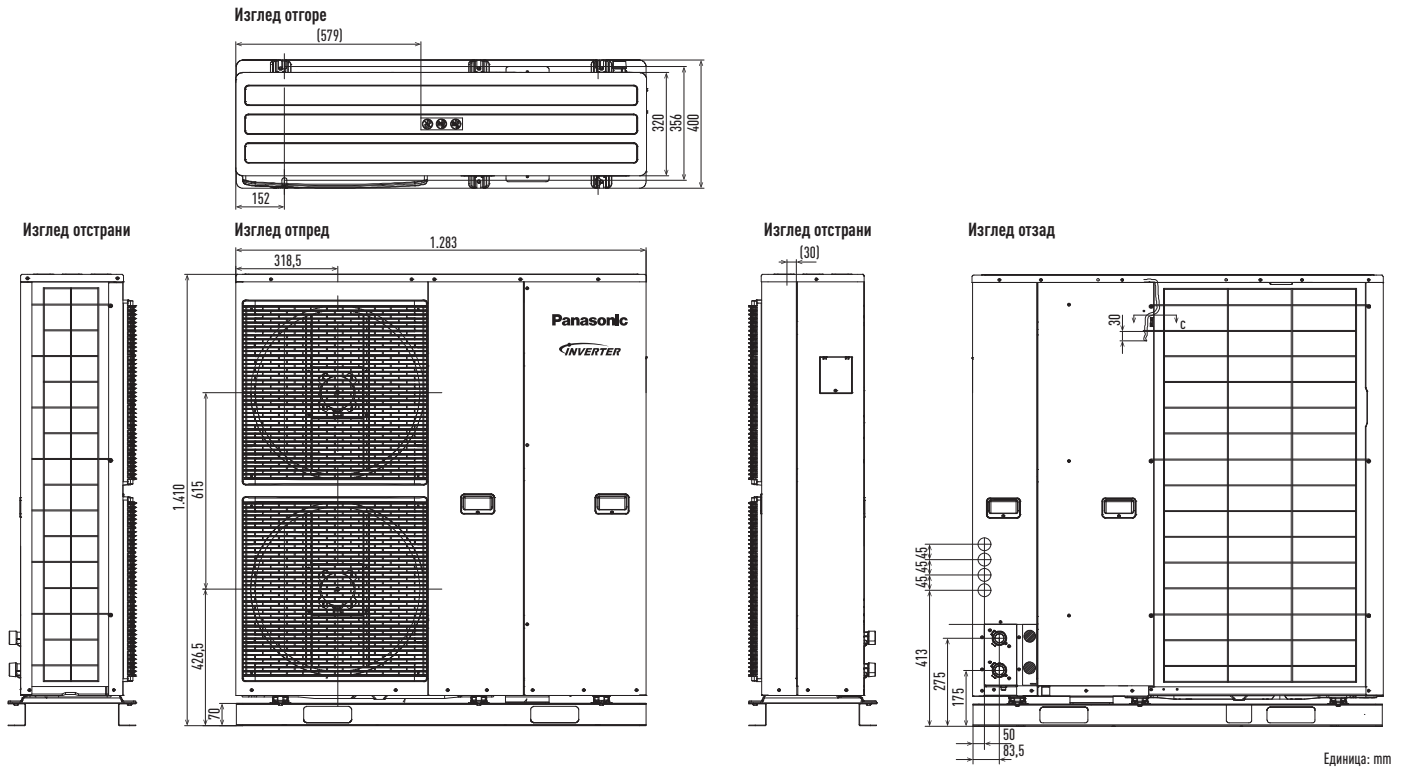 Изглед отгоре
(579)
320
356
400
152
Изглед отстрани
Изглед отпред
1.283
318,5
Panasonic
INVERTER
1.410
615
426,5
70
Изглед отстрани
(30)
Изглед отзад
30
C
45
45
45
413
275
175
50
83,5
Единица: mm